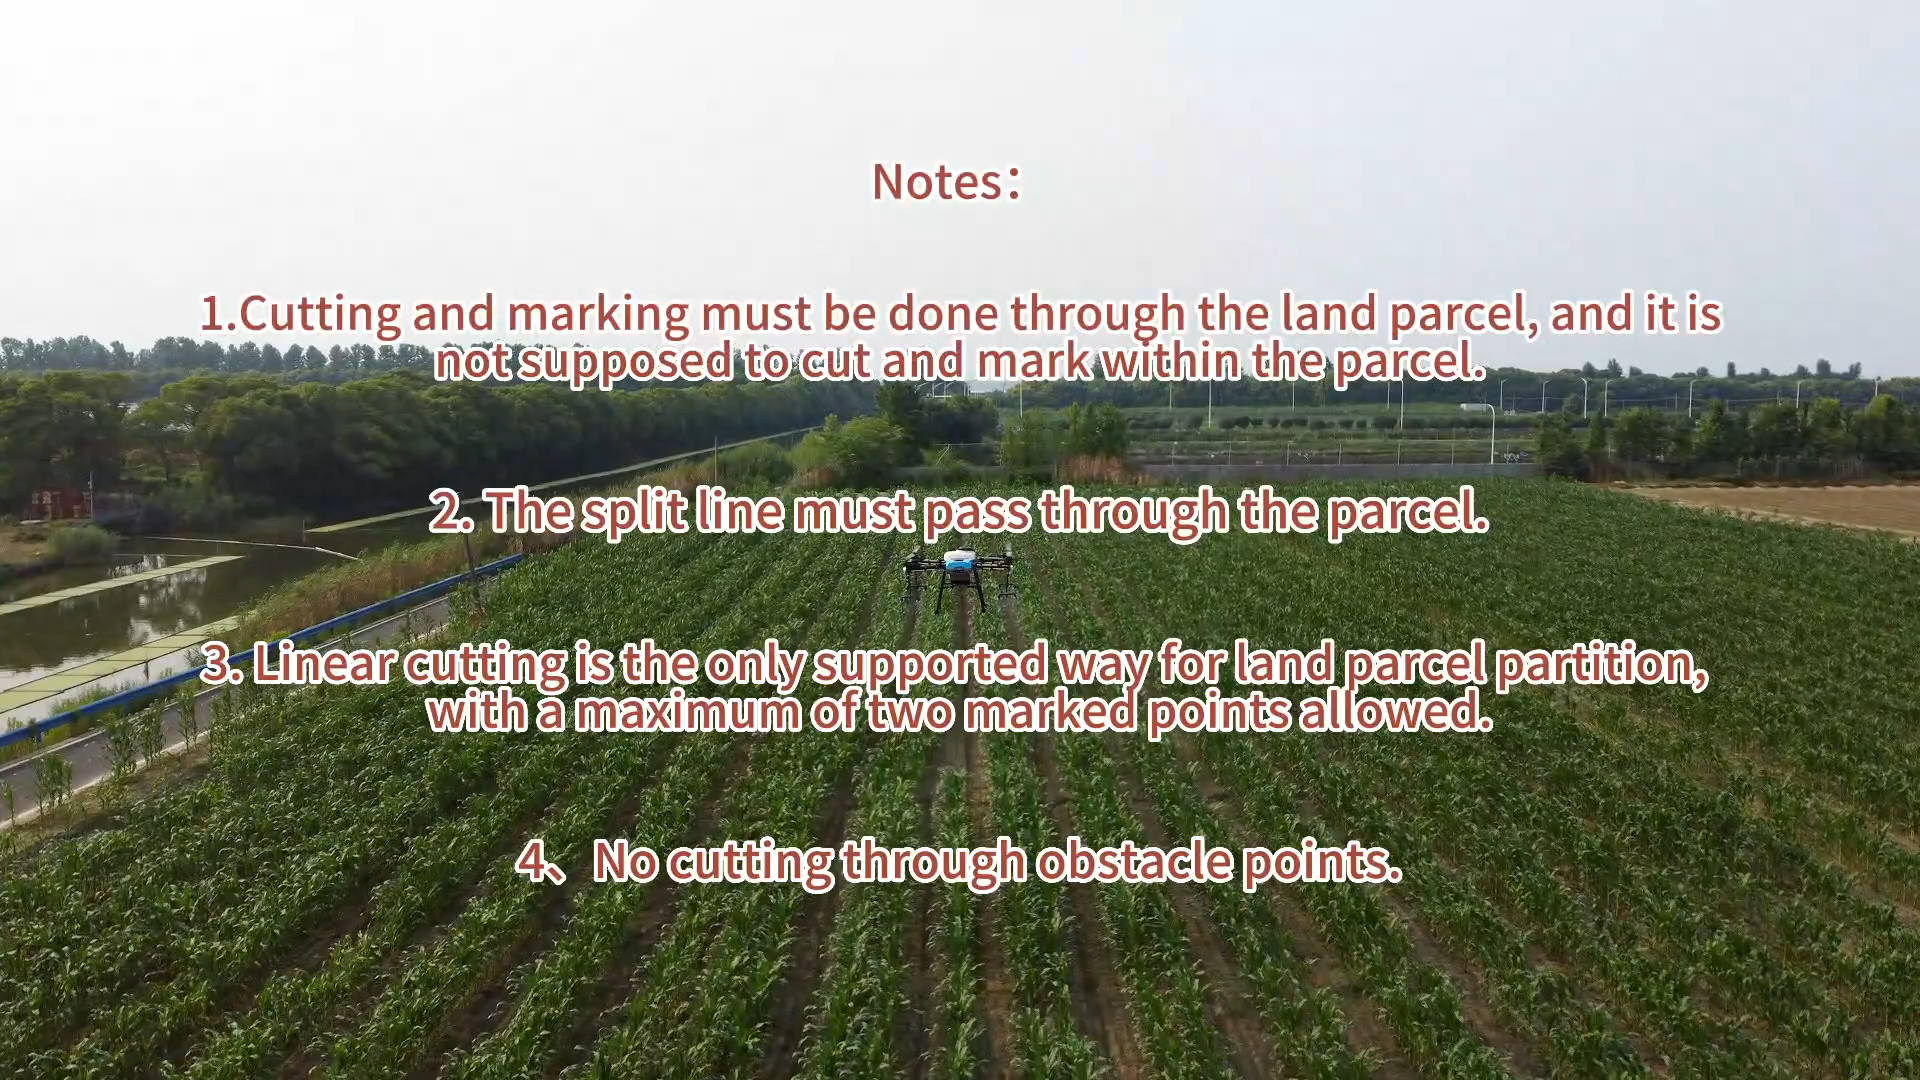 Notes：
1.Cutting and marking must be done through the land parcel, and it is
not supposed to cut and mark within the parcel.
2. The split line must pass through the parcel.
3. Linear cutting is the only supported way for land parcel partition,
with a maximum of two marked points allowed.
4、No cutting through obstacle points.